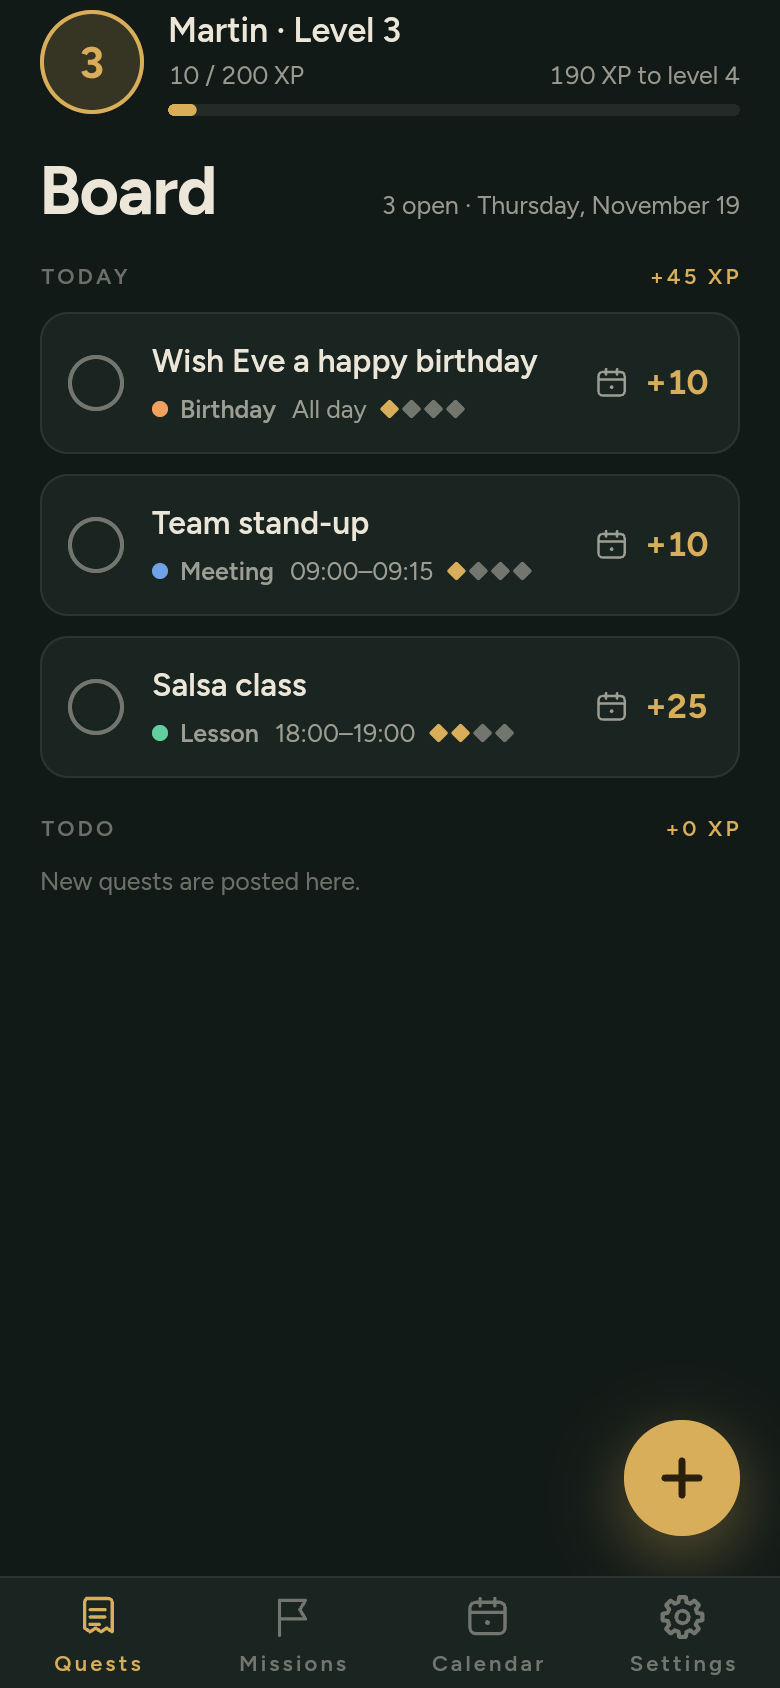 3
Martin · Level 3
10 / 200 XP
190 XP to level 4
Board
3 open · Thursday, November 19
TODAY
+45 XP
Wish Eve a happy birthday
Birthday All day
+10
Team stand-up
Meeting 09:00–09:15
+10
Salsa class
Lesson 18:00–19:00
+25
TODO
+0 XP
New quests are posted here.
Quests
Missions
Calendar
Settings